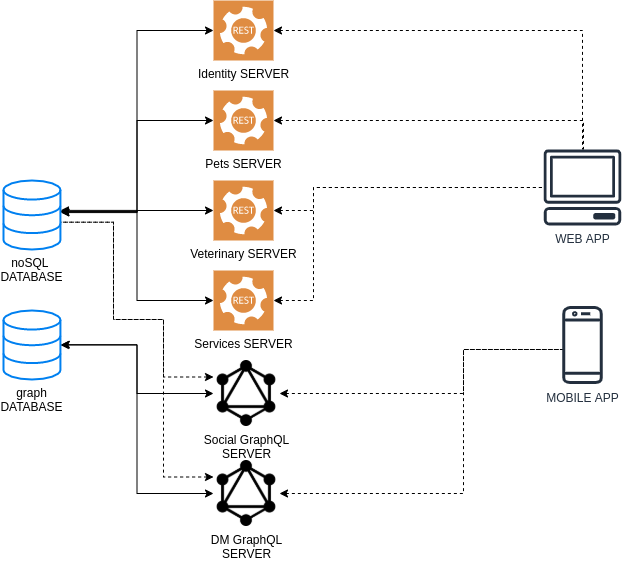 REST
Identity SERVER
REST
Pets SERVER
REST
Veterinary SERVER
WEB APP
noSQL
DATABASE
REST
Services SERVER
graph
DATABASE
MOBILE APP
Social GraphQL
SERVER
DM GraphQL
SERVER